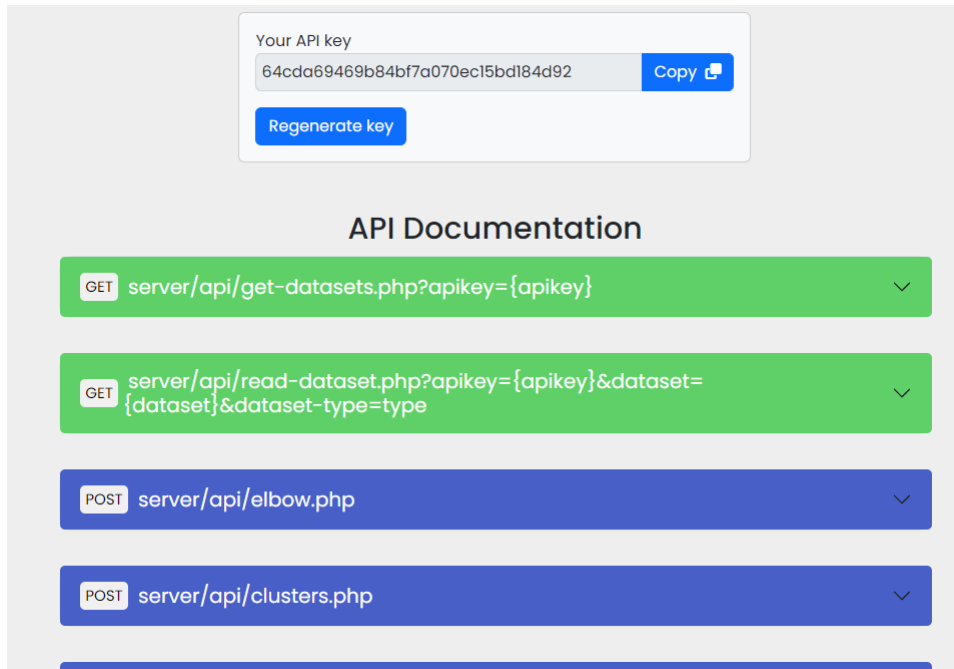 Your API key
64cda69469b84bf7a070ec15bd184d92
Copy
Regenerate key
API Documentation
GET server/api/get-datasets.php?apikey={apikey}
GET server/api/read-dataset.php?apikey={apikey}&dataset=
{dataset}&dataset-type=type
POST server/api/elbow.php
POST server/api/clusters.php